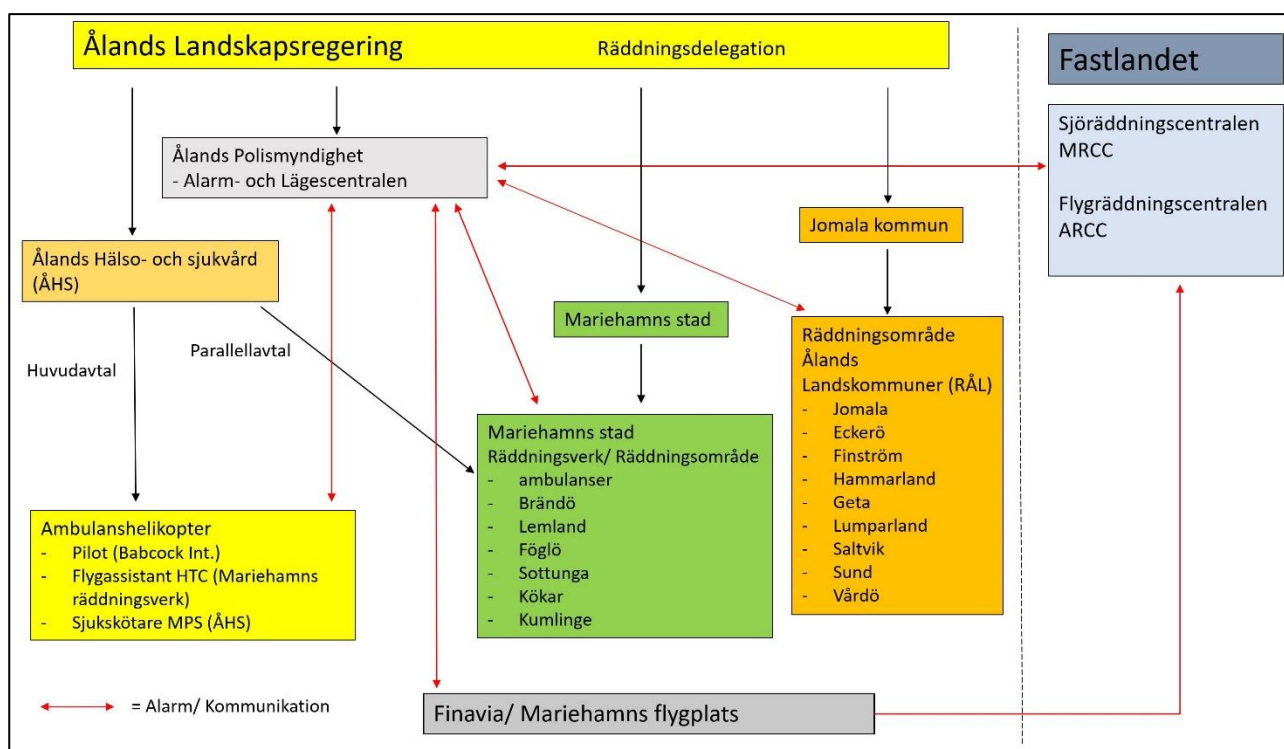 Ålands Landskapsregering
Räddningsdelegation
Fastlandet
Sjöräddningscentralen
MRCC
Flygräddningscentralen
ARCC
Ålands Polismyndighet
- Alarm- och Lägescentralen
Jomala kommun
Ålands Hälso- och sjukvård
(ÅHS)
Mariehamns stad
Huvudavtal
Parallellavtal
Räddningsområde
Ålands
Landskommuner (RÅL)
- Jomala
- Eckerö
- Finström
- Hammarland
- Geta
- Lumparland
- Saltvik
- Sund
- Vårdö
Mariehamns stad
Räddningsverk/ Räddningsområde
- ambulanser
- Brändö
- Lemland
- Föglö
- Sottunga
- Kökar
- Kumlinge
Ambulanshelikopter
- Pilot (Babcock Int.)
- Flygassistant HTC (Mariehamns
räddningsverk)
- Sjukskötare MPS (ÅHS)
= Alarm/ Kommunikation
Finavia/ Mariehamns flygplats